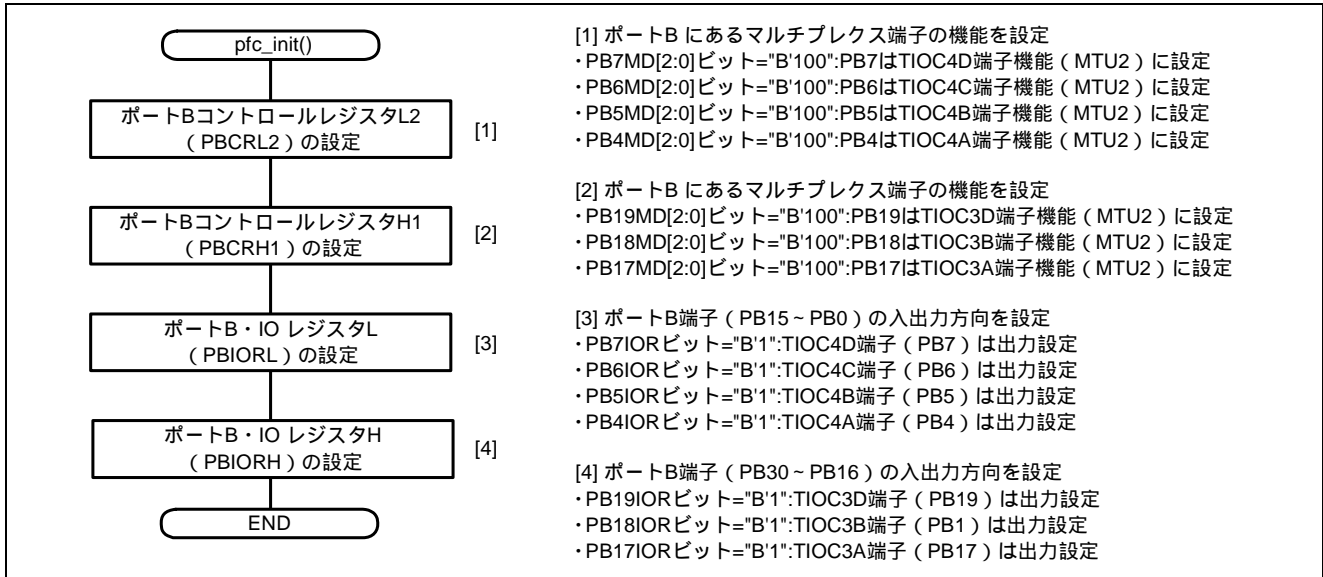 pfc_init()
ポートBコントロールレジスタL2
（PBCRL2）の設定
[1]
ポートBコントロールレジスタH1
（PBCRH1）の設定
[2]
ポートB・IO レジスタL
（PBIORL）の設定
[3]
ポートB・IO レジスタH
（PBIORH）の設定
[4]
END
[1] ポートB にあるマルチプレクス端子の機能を設定
・PB7MD[2:0]ビット="B'100":PB7はTIOC4D端子機能（MTU2）に設定
・PB6MD[2:0]ビット="B'100":PB6はTIOC4C端子機能（MTU2）に設定
・PB5MD[2:0]ビット="B'100":PB5はTIOC4B端子機能（MTU2）に設定
・PB4MD[2:0]ビット="B'100":PB4はTIOC4A端子機能（MTU2）に設定
[2] ポートB にあるマルチプレクス端子の機能を設定
・PB19MD[2:0]ビット="B'100":PB19はTIOC3D端子機能（MTU2）に設定
・PB18MD[2:0]ビット="B'100":PB18はTIOC3B端子機能（MTU2）に設定
・PB17MD[2:0]ビット="B'100":PB17はTIOC3A端子機能（MTU2）に設定
[3] ポートB端子（PB15～PB0）の入出力方向を設定
・PB7IORビット="B'1":TIOC4D端子（PB7）は出力設定
・PB6IORビット="B'1":TIOC4C端子（PB6）は出力設定
・PB5IORビット="B'1":TIOC4B端子（PB5）は出力設定
・PB4IORビット="B'1":TIOC4A端子（PB4）は出力設定
[4] ポートB端子（PB30～PB16）の入出力方向を設定
・PB19IORビット="B'1":TIOC3D端子（PB19）は出力設定
・PB18IORビット="B'1":TIOC3B端子（PB1）は出力設定
・PB17IORビット="B'1":TIOC3A端子（PB17）は出力設定